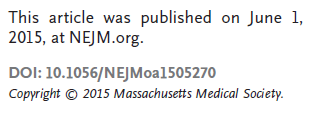 This article was published on June 1,
2015, at NEJM.org.
DOI: 10.1056/NEJMoa1505270
Copyright © 2015 Massachusetts Medical Society.